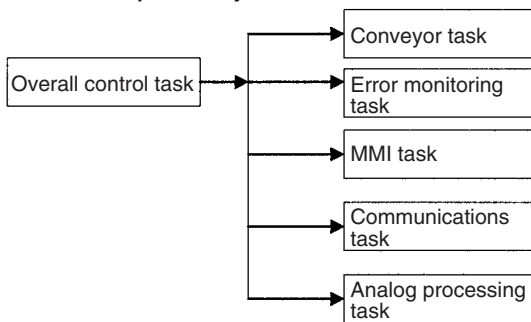 Conveyor task
Overall control task
Error monitoring
task
MMI task
Communications
task
Analog processing
task